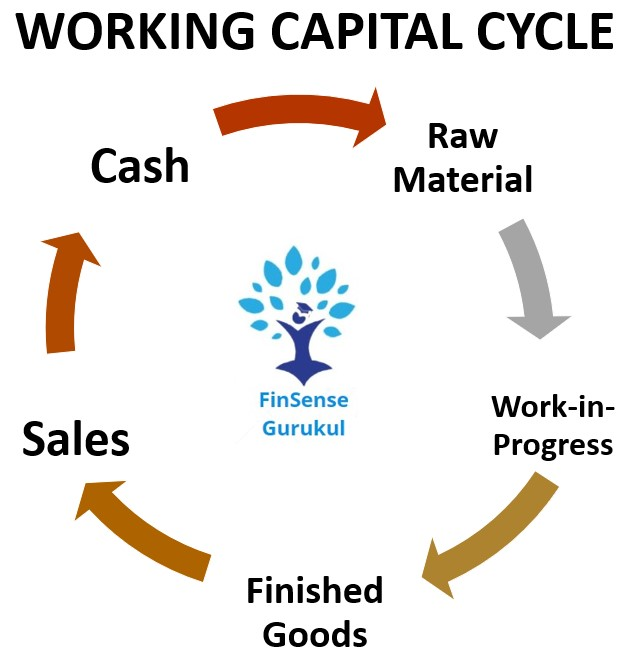 WORKING CAPITAL CYCLE
Cash
Raw
Material
Work-in-
Progress
Finished
Goods
Sales
FinSense
Gurukul